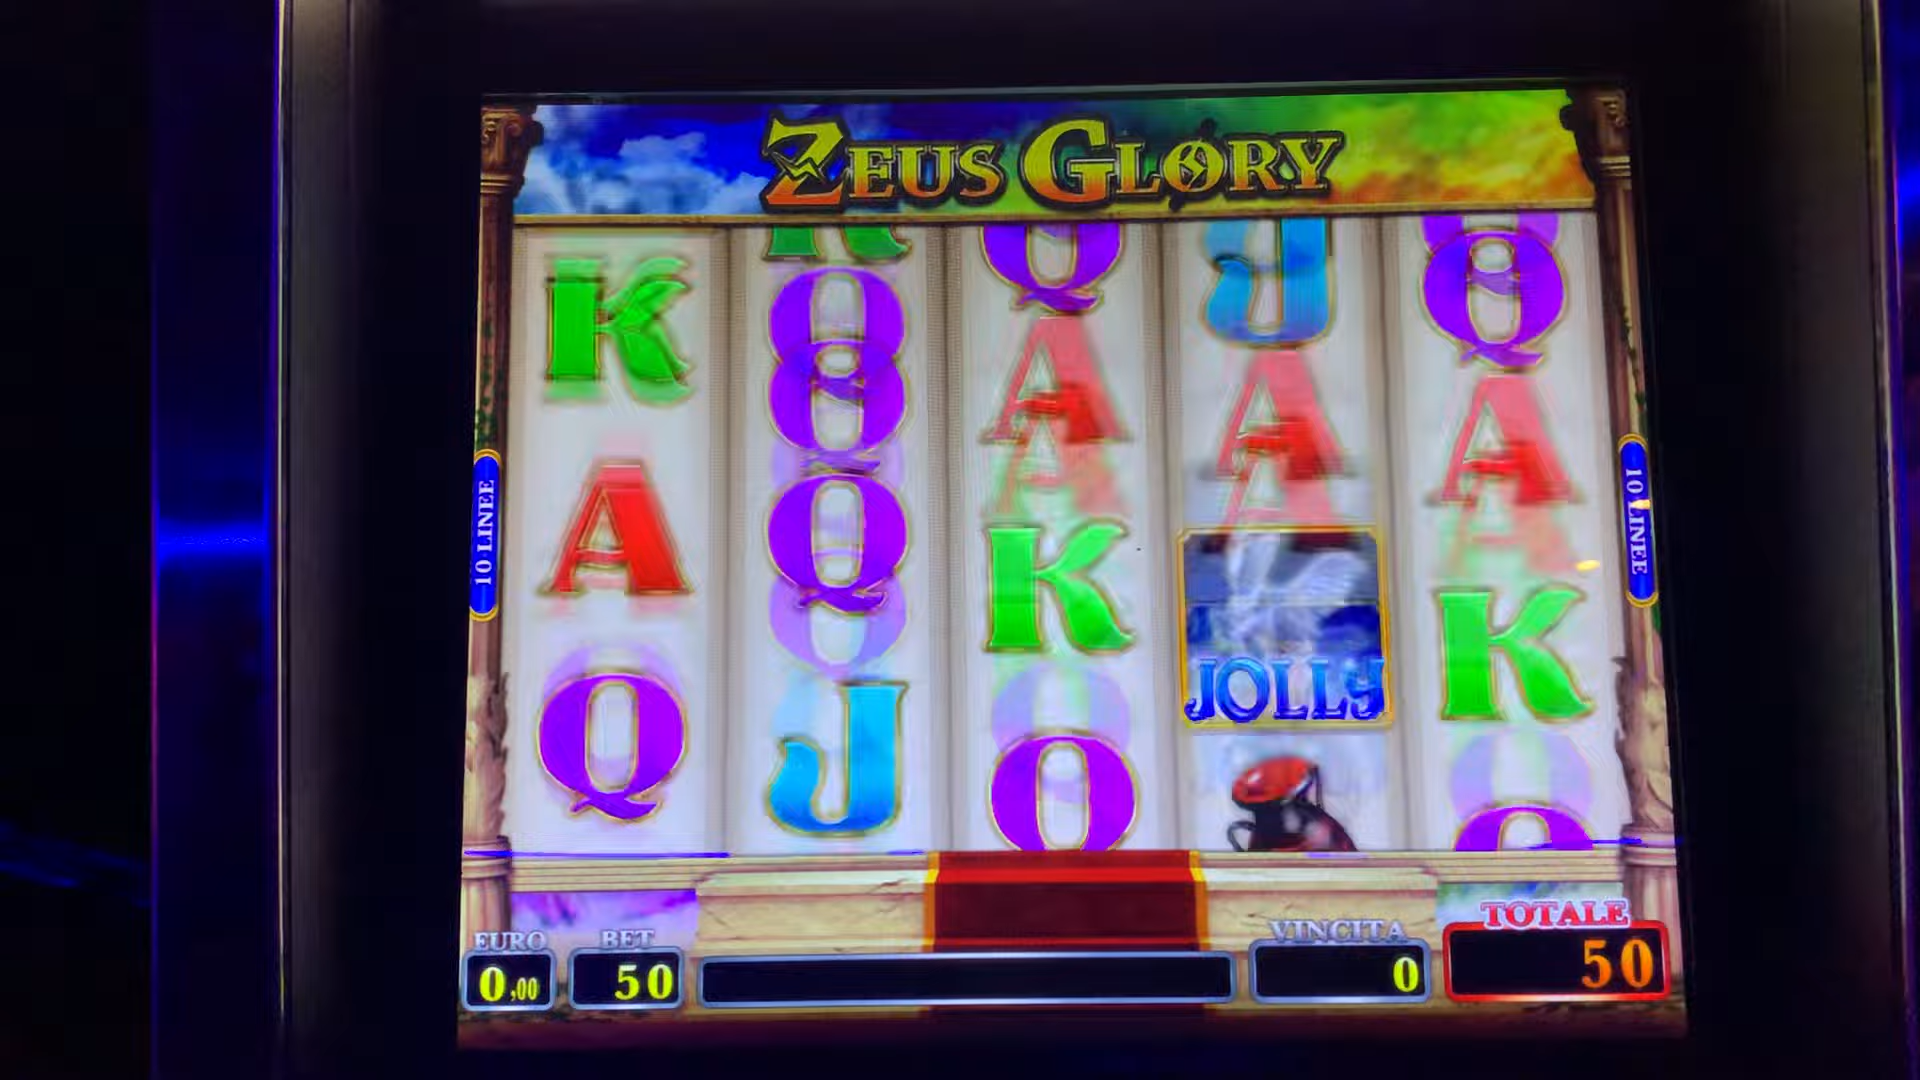 ZEUS GLORY
K
Q
J
Q
Q
A
A
A
10 LINEE
A
Q
K
K
10 LINEE
JOLLY
Q
J
Q
Q
EURO
BET
VINCITA
TOTALE
0,00
50
0
50